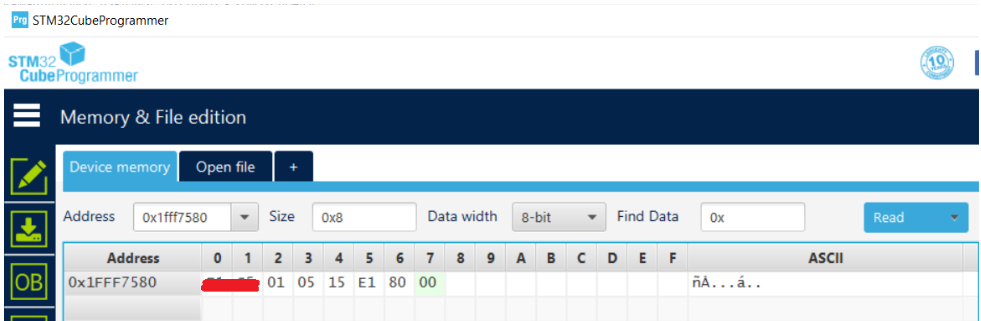 Prg STM32CubeProgrammer
STM32
CubeProgrammer
10
Memory & File edition
Device memory Open file +
Address 0x1fff7580 Size 0x8 Data width 8-bit Find Data 0x Read
Address 0 1 2 3 4 5 6 7 8 9 A B C D E F ASCII
OB 0x1FFF7580 01 05 15 E1 80 00 ñÅ...á..